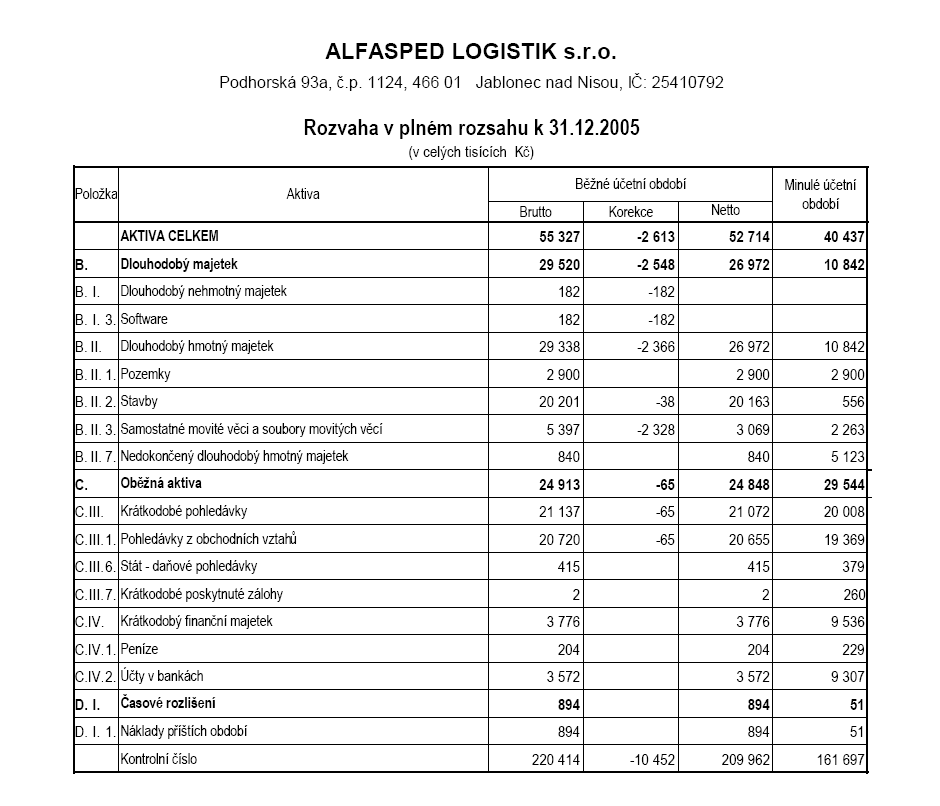 ALFASPED LOGISTIK s.r.o.
Podhorská 93a, č.p. 1124, 466 01 Jablonec nad Nisou, IČ: 25410792
Rozvaha v plném rozsahu k 31.12.2005
(v celých tisících Kč)
Položka Aktiva Běžné účetní období Minulé účetní období
Brutto Korekce Netto
AKTIVA CELKEM 55 327 -2 613 52 714 40 437
B. Dlouhodobý majetek 29 520 -2 548 26 972 10 842
B. I. Dlouhodobý nehmotný majetek 182 -182
B. I. 3. Software 182 -182
B. II. Dlouhodobý hmotný majetek 29 338 -2 366 26 972 10 842
B. II. 1. Pozemky 2 900 2 900 2 900
B. II. 2. Stavby 20 201 -38 20 163 556
B. II. 3. Samostatné movité věci a soubory movitých věcí 5 397 -2 328 3 069 2 263
B. II. 7. Nedokončený dlouhodobý hmotný majetek 840 840 5 123
C. Oběžná aktiva 24 913 -65 24 848 29 544
C.III. Krátkodobé pohledávky 21 137 -65 21 072 20 008
C.III.1. Pohledávky z obchodních vztahů 20 720 -65 20 655 19 369
C.III.6. Stát - daňové pohledávky 415 415 379
C.III.7. Krátkodobé poskytnuté zálohy 2 2 260
C.IV. Krátkodobý finanční majetek 3 776 3 776 9 536
C.IV.1. Peníze 204 204 229
C.IV.2. Účty v bankách 3 572 3 572 9 307
D. I. Časové rozlišení 894 894 51
D. I. 1. Náklady příštích období 894 894 51
Kontrolní číslo 220 414 -10 452 209 962 161 697